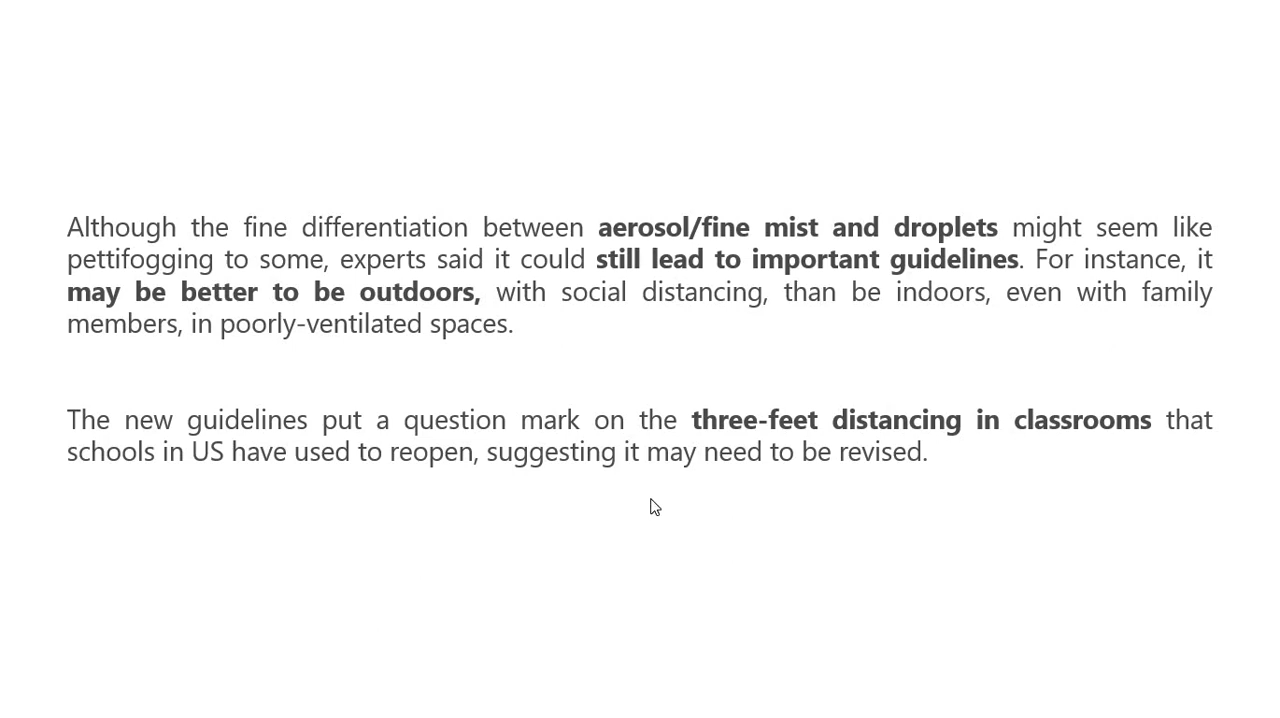 Although the fine differentiation between aerosol/fine mist and droplets might seem like
pettifogging to some, experts said it could still lead to important guidelines. For instance, it
may be better to be outdoors, with social distancing, than be indoors, even with family
members, in poorly-ventilated spaces.
The new guidelines put a question mark on the three-feet distancing in classrooms that
schools in US have used to reopen, suggesting it may need to be revised.